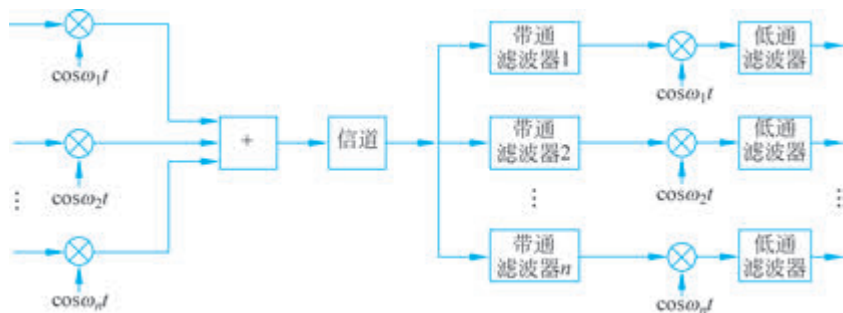 cosω₁t
cosω₂t
⋮
cosωₙt
+
信道
带通
滤波器1
cosω₁t
低通
滤波器
带通
滤波器2
cosω₂t
低通
滤波器
⋮
⋮
带通
滤波器n
cosωₙt
低通
滤波器